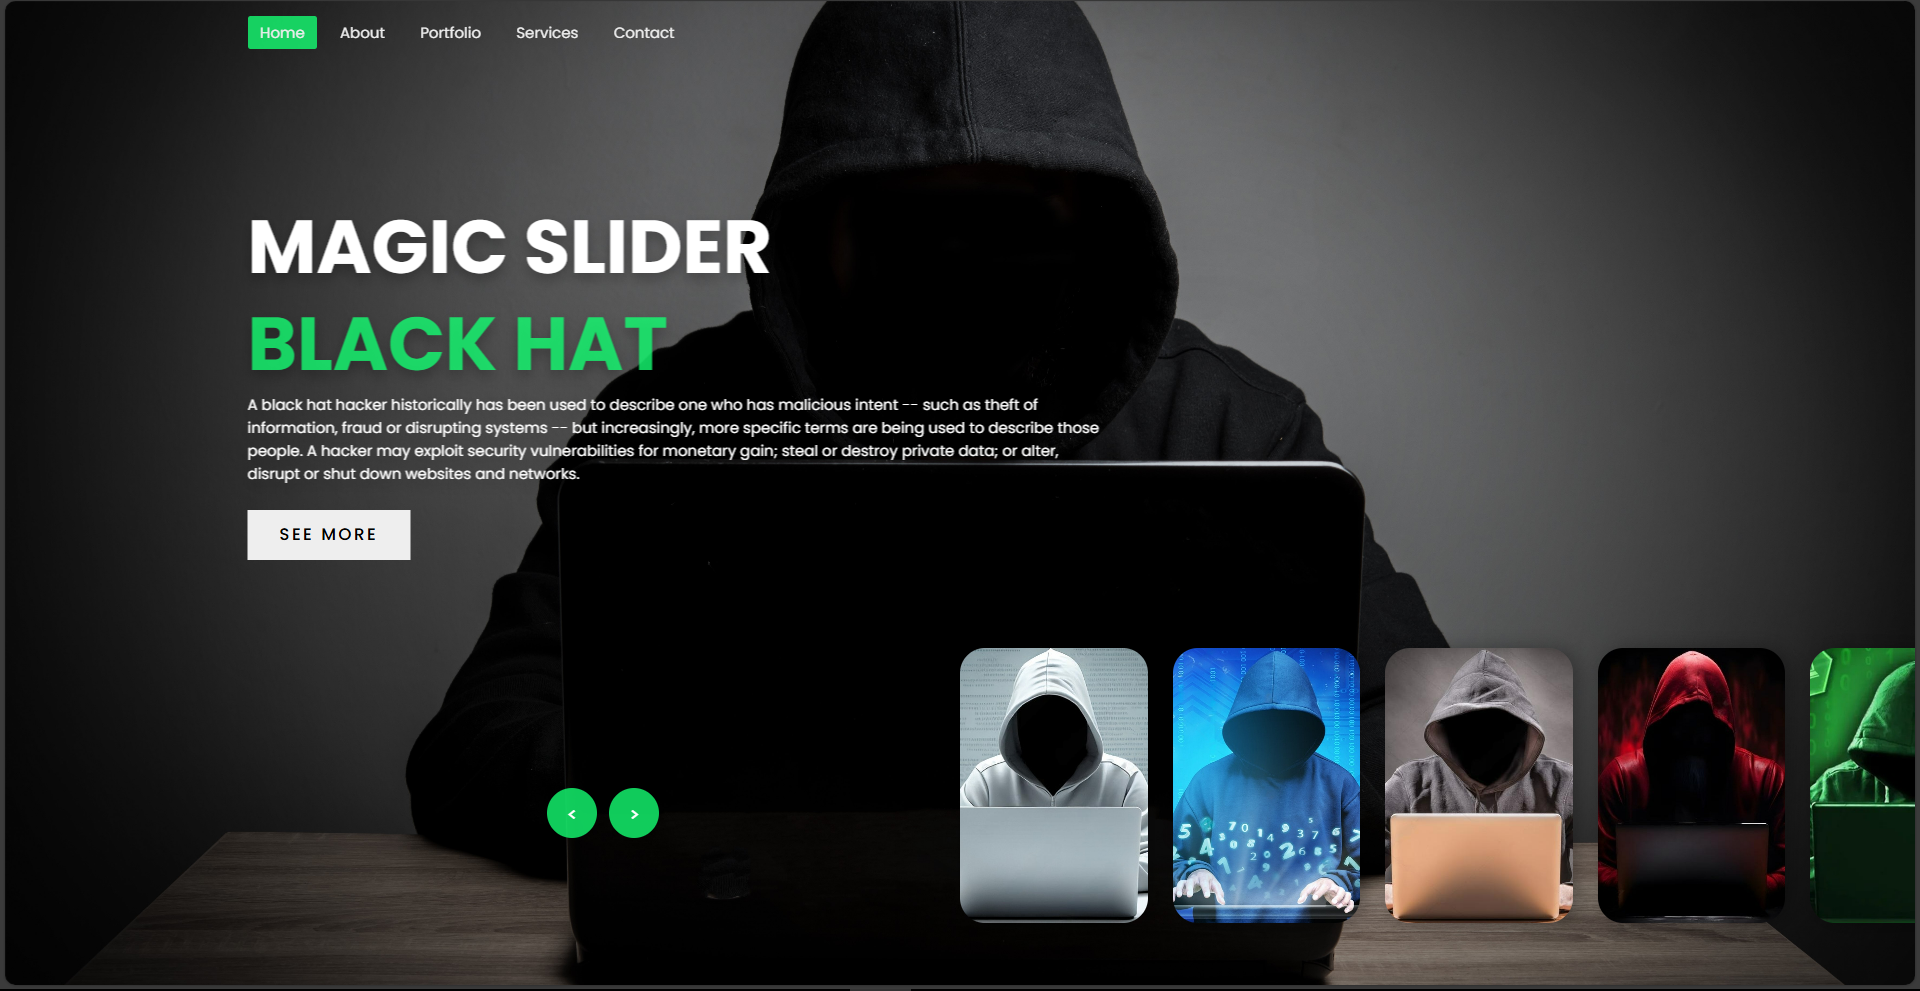 Home About Portfolio Services Contact
MAGIC SLIDER
BLACK HAT
A black hat hacker historically has been used to describe one who has malicious intent -- such as theft of
information, fraud or disrupting systems -- but increasingly, more specific terms are being used to describe those
people. A hacker may exploit security vulnerabilities for monetary gain; steal or destroy private data; or alter,
disrupt or shut down websites and networks.
SEE MORE
< >